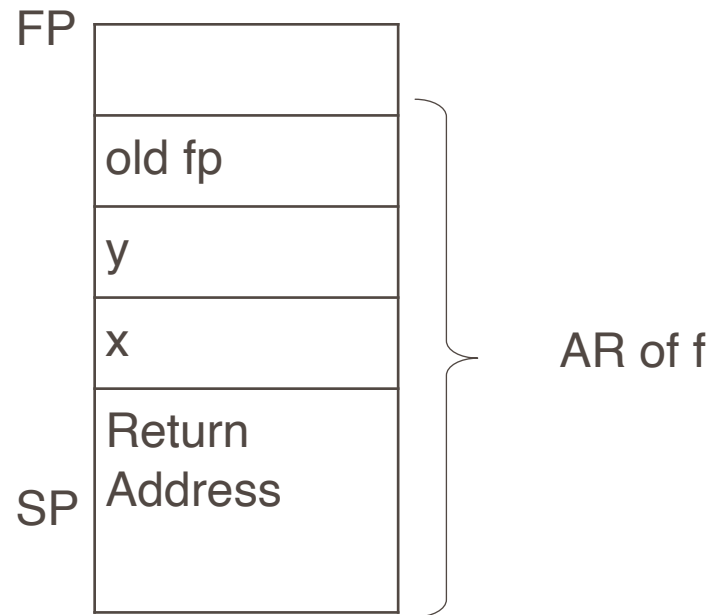 FP
old fp
y
x
AR of f
Return
Address
SP